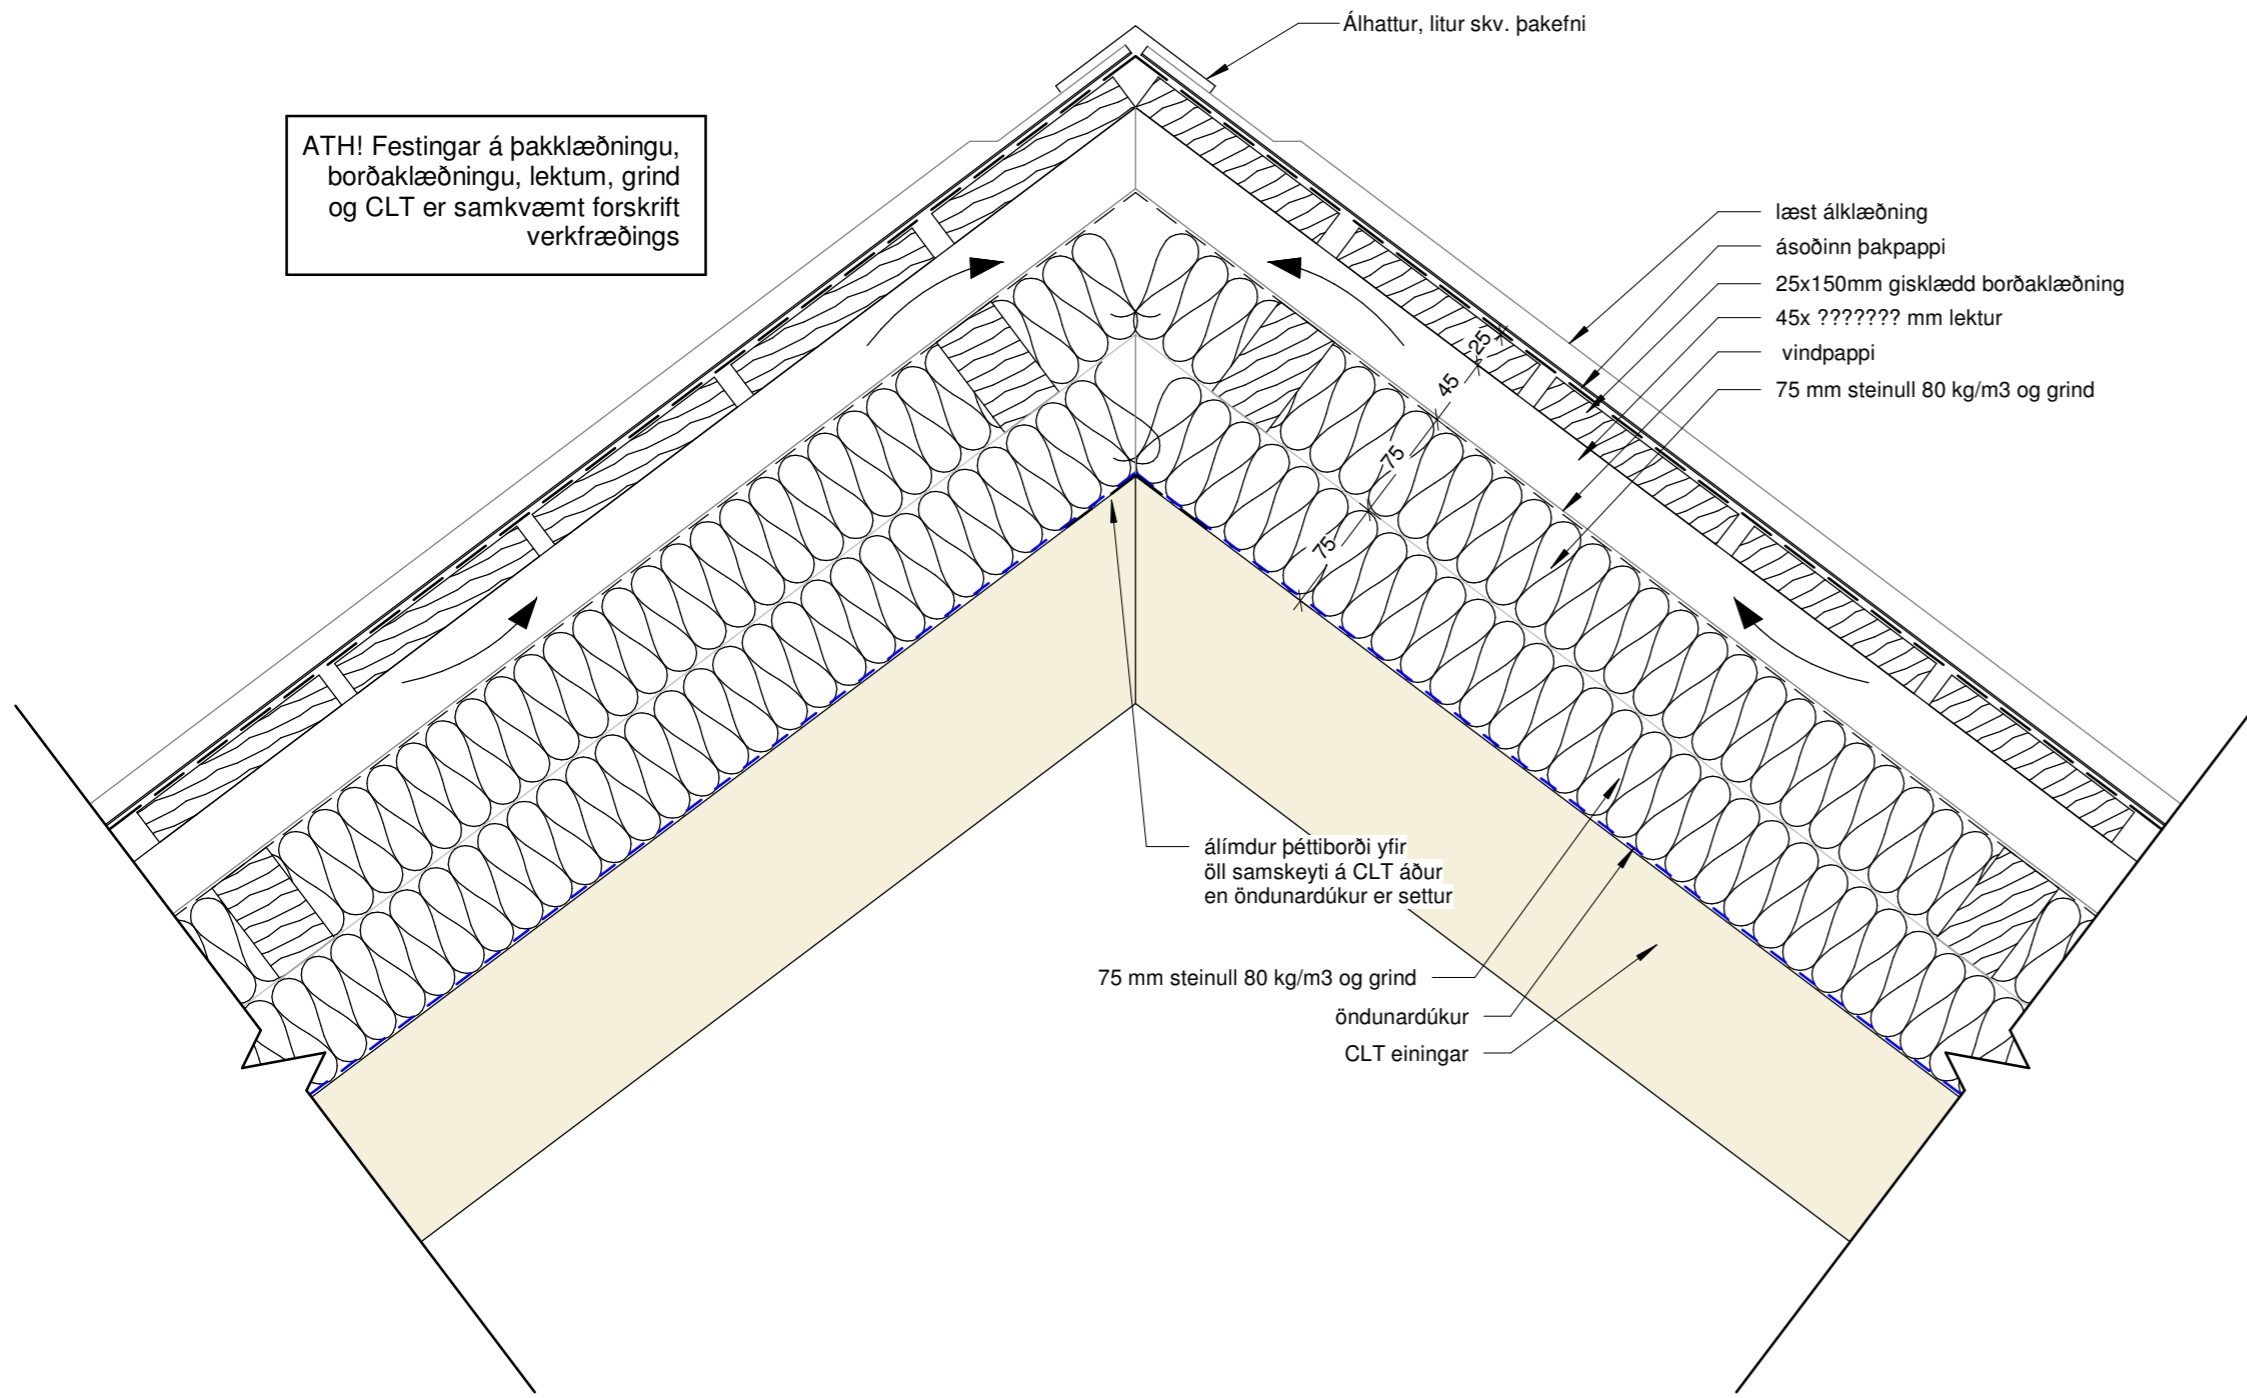 Álhattur, litur skv. þakefni
ATH! Festingar á þakklæðningu,
borðaklæðningu, lektum, grind
og CLT er samkvæmt forskrift
verkfræðings
læst álklæðning
ásoðinn þakpappi
25x150mm gisklædd borðaklæðning
45x ??????? mm lektur
vindpappi
75 mm steinull 80 kg/m3 og grind
25
45
75
75
álímdur þéttiborði yfir
öll samskeyti á CLT áður
en öndunardúkur er settur
75 mm steinull 80 kg/m3 og grind
öndunardúkur
CLT einingar